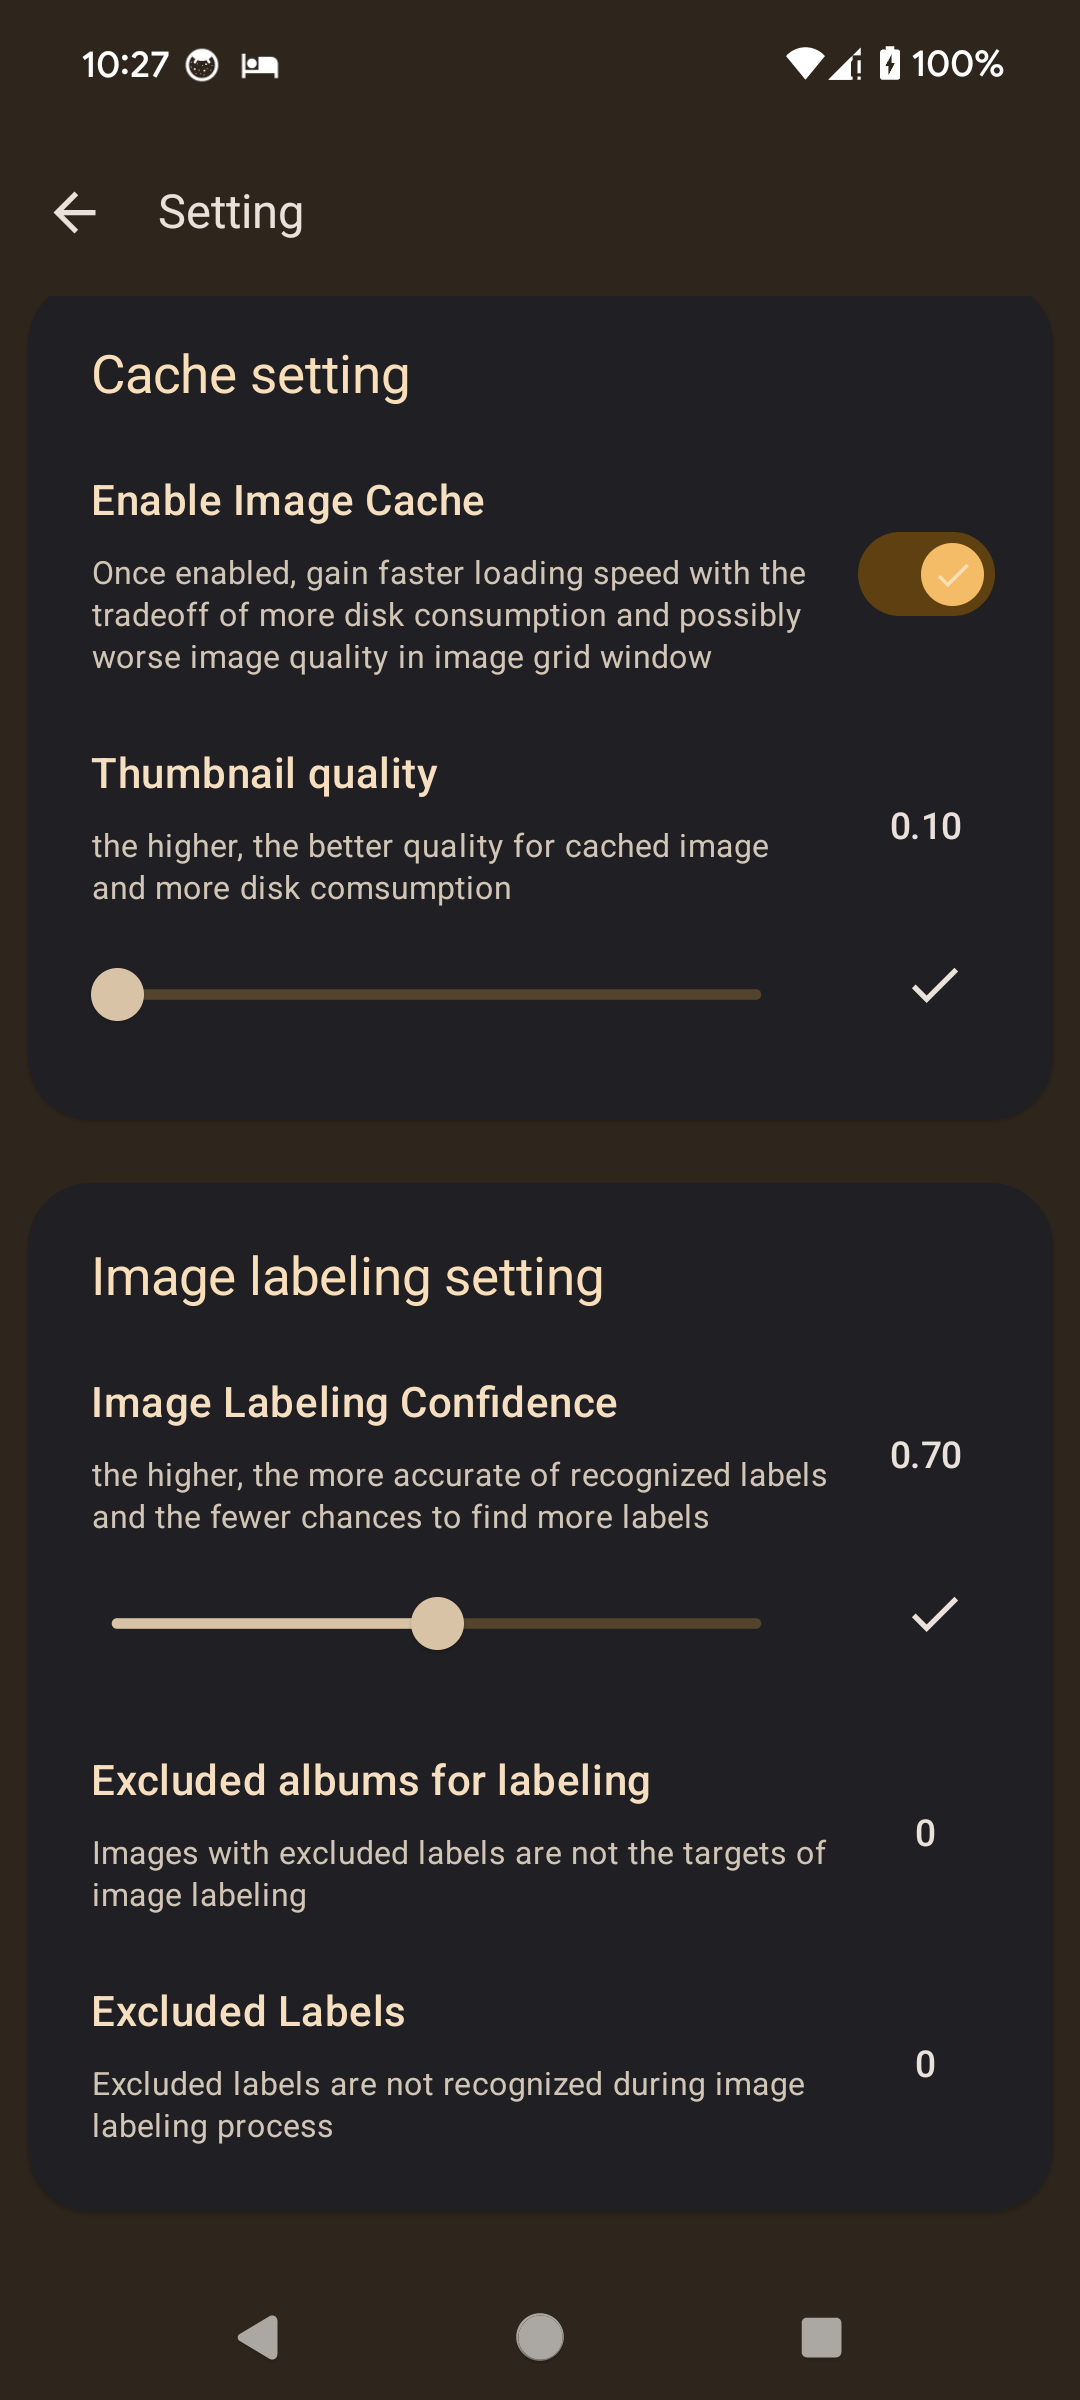 10:27
100%
Setting
Cache setting
Enable Image Cache
Once enabled, gain faster loading speed with the
tradeoff of more disk consumption and possibly
worse image quality in image grid window
Thumbnail quality
0.10
the higher, the better quality for cached image
and more disk comsumption
Image labeling setting
Image Labeling Confidence
0.70
the higher, the more accurate of recognized labels
and the fewer chances to find more labels
Excluded albums for labeling
0
Images with excluded labels are not the targets of
image labeling
Excluded Labels
0
Excluded labels are not recognized during image
labeling process